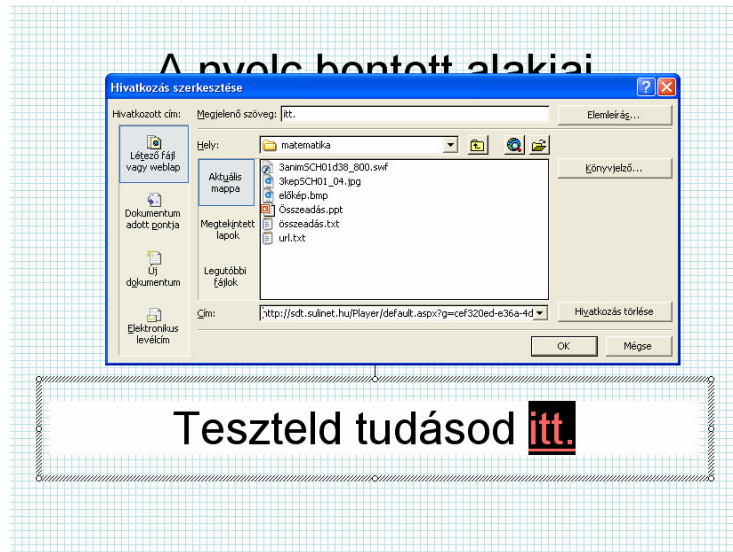 A nyolc bontott alakjai
Hivatkozás szerkesztése
Hivatkozott cím:
Megjelenő szöveg: itt.
Elemleírás...
Létező fájl
vagy weblap
Dokumentum
adott pontja
Új
dokumentum
Elektronikus
levélcím
Hely:
matematika
Könyvjelző...
Aktuális
mappa
Megtekintett
lapok
Legutóbbi
fájlok
3animSCH01d38_800.swf
3kepSCH01_04.jpg
előkép.bmp
Összeadás.ppt
összeadás.txt
url.txt
Cím:
http://sdt.sulinet.hu/Player/default.aspx?g=cef320ed-e36a-4d
Hivatkozás törlése
OK
Mégse
Teszteld tudásod itt.